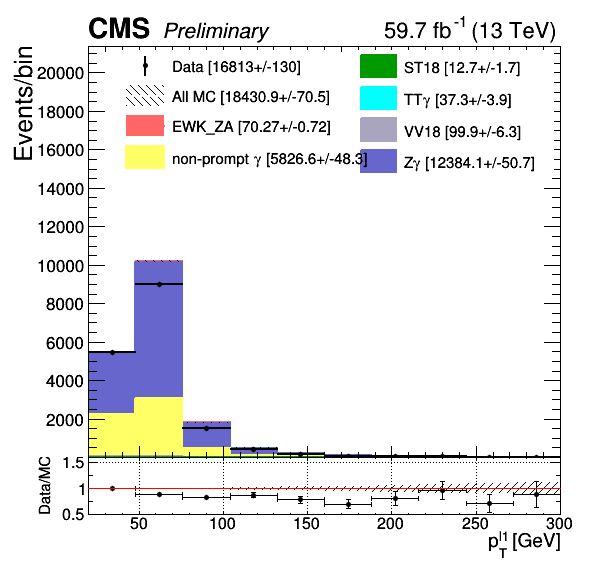 CMS Preliminary 59.7 fb⁻¹ (13 TeV)
Events/bin
20000
18000
16000
14000
12000
10000
8000
6000
4000
2000
Data [16813+/-130]
All MC [18430.9+/-70.5]
EWK_ZA [70.27+/-0.72]
non-prompt γ [5826.6+/-48.3]
ST18 [12.7+/-1.7]
TTγ [37.3+/-3.9]
VV18 [99.9+/-6.3]
Zγ [12384.1+/-50.7]
Data/MC
1.5
1
0.5
50 100 150 200 250 300
p_T^l1 [GeV]